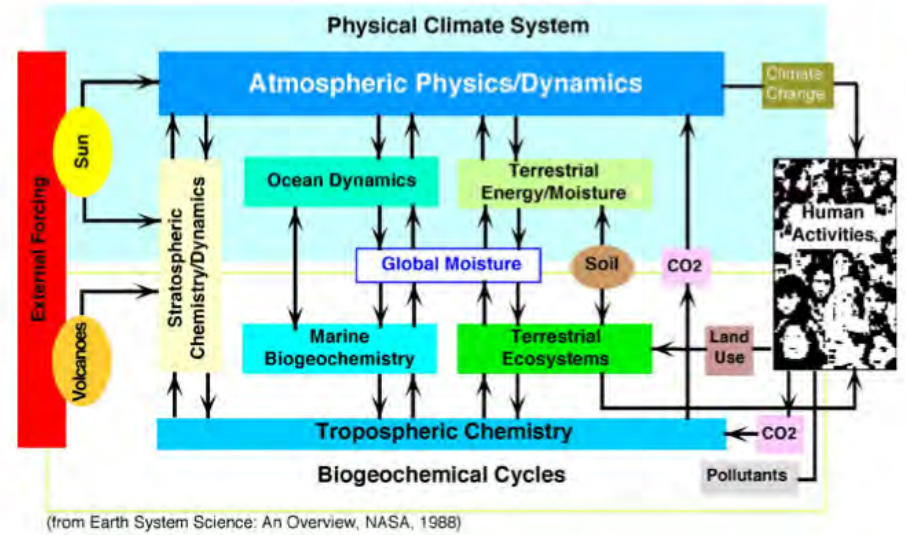 Physical Climate System
Atmospheric Physics/Dynamics
Climate
Change
External Forcing
Sun
Volcanoes
Stratospheric
Chemistry/Dynamics
Ocean Dynamics
Terrestrial
Energy/Moisture
Human
Activities
Global Moisture
Soil
CO2
Marine
Biogeochemistry
Terrestrial
Ecosystems
Land
Use
Tropospheric Chemistry
CO2
Biogeochemical Cycles
Pollutants
(from Earth System Science: An Overview, NASA, 1988)